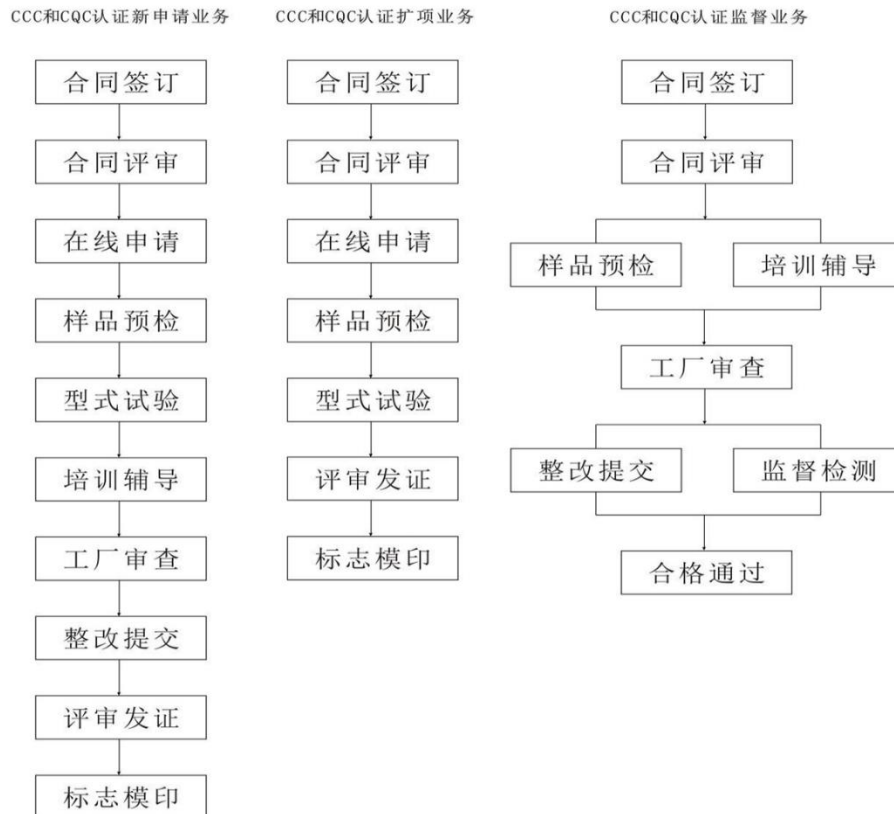 CCC和CQC认证新申请业务
合同签订
合同评审
在线申请
样品预检
型式试验
培训辅导
工厂审查
整改提交
评审发证
标志模印
CCC和CQC认证扩项业务
合同签订
合同评审
在线申请
样品预检
型式试验
评审发证
标志模印
CCC和CQC认证监督业务
合同签订
合同评审
样品预检
培训辅导
工厂审查
整改提交
监督检测
合格通过